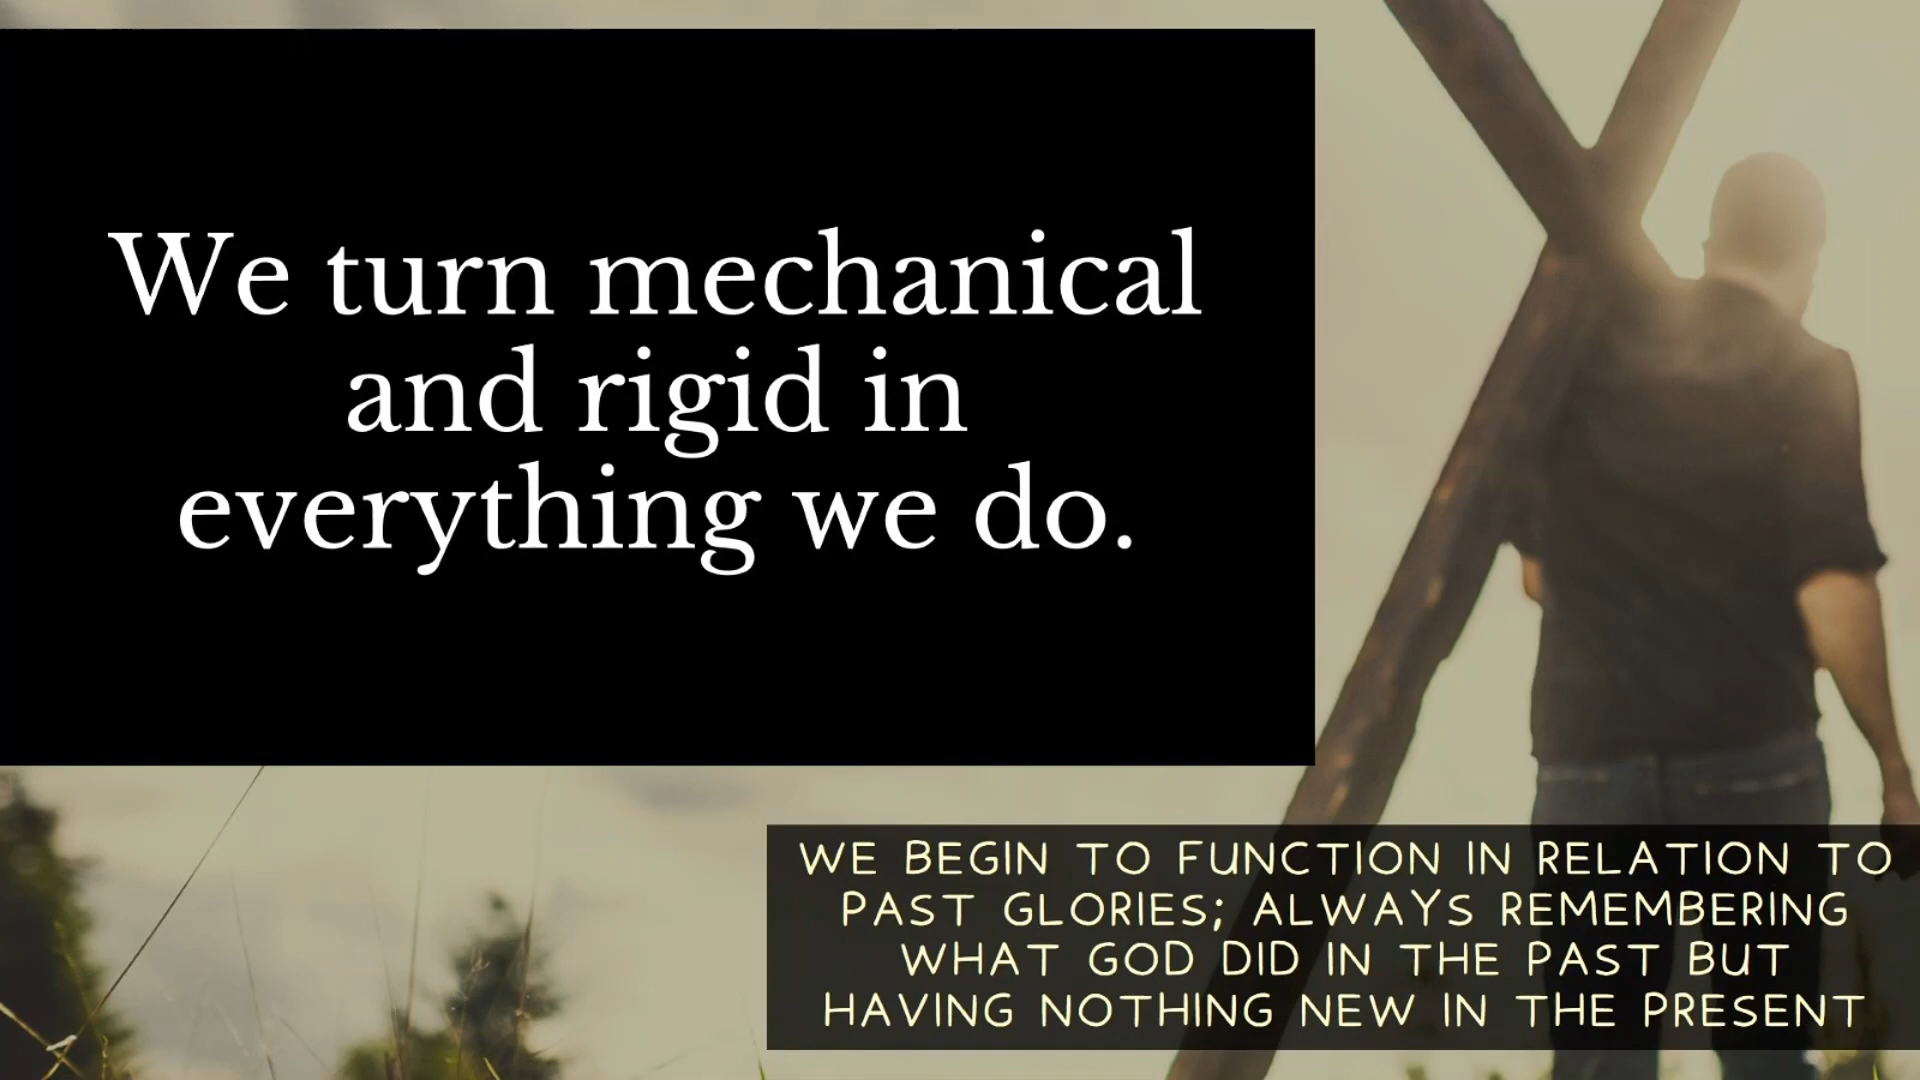 We turn mechanical
and rigid in
everything we do.
WE BEGIN TO FUNCTION IN RELATION TO
PAST GLORIES; ALWAYS REMEMBERING
WHAT GOD DID IN THE PAST BUT
HAVING NOTHING NEW IN THE PRESENT